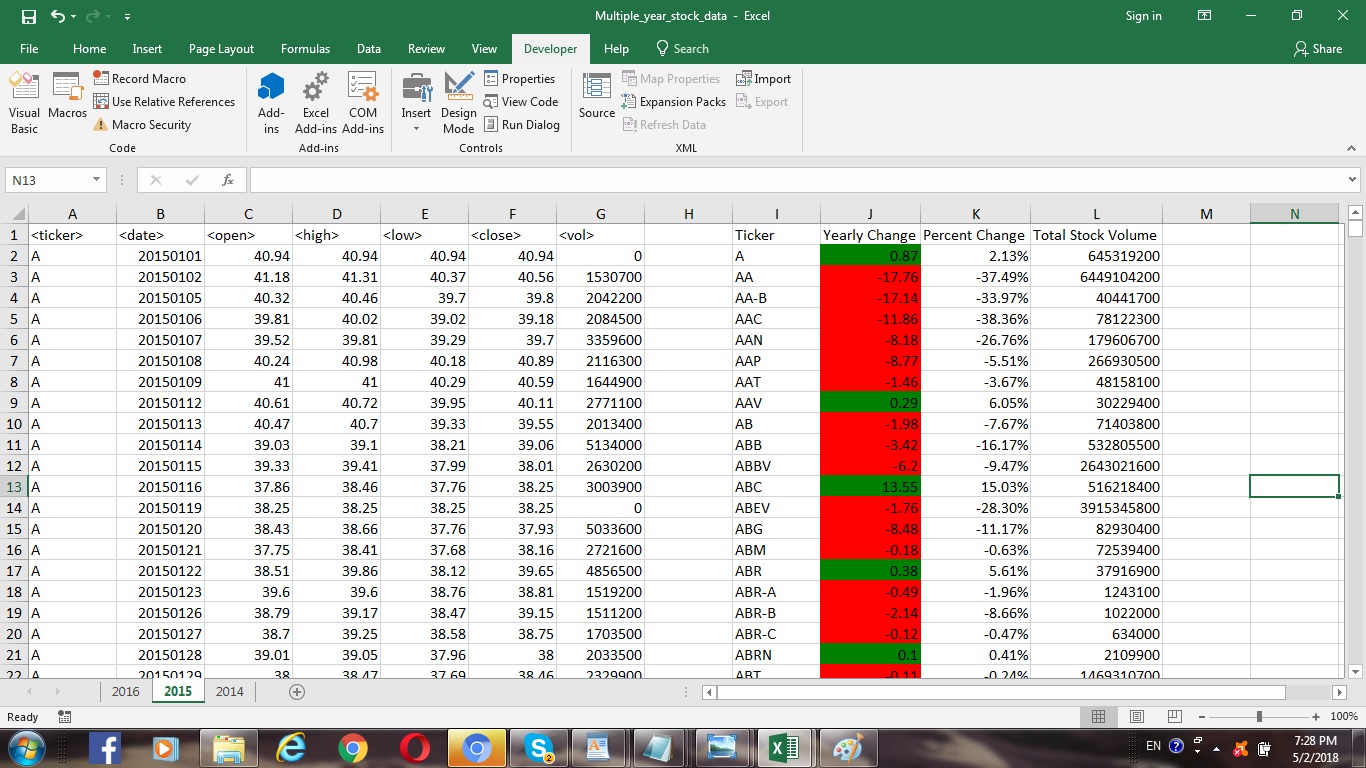 Multiple_year_stock_data - Excel
Sign in
File Home Insert Page Layout Formulas Data Review View Developer Help Search Share
Visual Basic
Macros
Record Macro
Use Relative References
Macro Security
Code
Add-ins
Excel Add-ins
COM Add-ins
Add-ins
Insert
Design Mode
Properties
View Code
Run Dialog
Controls
Source
Map Properties
Expansion Packs
Refresh Data
Import
Export
XML
N13
fx
A B C D E F G H I J K L M N
1 <ticker> <date> <open> <high> <low> <close> <vol> Ticker Yearly Change Percent Change Total Stock Volume
2 A 20150101 40.94 40.94 40.94 40.94 0 A 0.87 2.13% 645319200
3 A 20150102 41.18 41.31 40.37 40.56 1530700 AA -17.76 -37.49% 6449104200
4 A 20150105 40.32 40.46 39.7 39.8 2042200 AA-B -17.14 -33.97% 40441700
5 A 20150106 39.81 40.02 39.02 39.18 2084500 AAC -11.86 -38.36% 78122300
6 A 20150107 39.52 39.81 39.29 39.7 3359600 AAN -8.18 -26.76% 179606700
7 A 20150108 40.24 40.98 40.18 40.89 2116300 AAP -8.77 -5.51% 266930500
8 A 20150109 41 41 40.29 40.59 1644900 AAT -1.46 -3.67% 48158100
9 A 20150112 40.61 40.72 39.95 40.11 2771100 AAV 0.29 6.05% 30229400
10 A 20150113 40.47 40.7 39.33 39.55 2013400 AB -1.98 -7.67% 71403800
11 A 20150114 39.03 39.1 38.21 39.06 5134000 ABB -3.42 -16.17% 532805500
12 A 20150115 39.33 39.41 37.99 38.01 2630200 ABBV -6.2 -9.47% 2643021600
13 A 20150116 37.86 38.46 37.76 38.25 3003900 ABC 13.55 15.03% 516218400
14 A 20150119 38.25 38.25 38.25 38.25 0 ABEV -1.76 -28.30% 3915345800
15 A 20150120 38.43 38.66 37.76 37.93 5033600 ABG -8.48 -11.17% 82930400
16 A 20150121 37.75 38.41 37.68 38.16 2721600 ABM -0.18 -0.63% 72539400
17 A 20150122 38.51 39.86 38.12 39.65 4856500 ABR 0.38 5.61% 37916900
18 A 20150123 39.6 39.6 38.76 38.81 1519200 ABR-A -0.49 -1.96% 1243100
19 A 20150126 38.79 39.17 38.47 39.15 1511200 ABR-B -2.14 -8.66% 1022000
20 A 20150127 38.7 39.25 38.58 38.75 1703500 ABR-C -0.12 -0.47% 634000
21 A 20150128 39.01 39.05 37.96 38 2033500 ABRN 0.1 0.41% 2109900
22 A 20150129 38 38.47 37.69 38.46 2329900 ABT -0.11 -0.24% 1469310700
2016 2015 2014
Ready
100%
EN
7:28 PM
5/2/2018